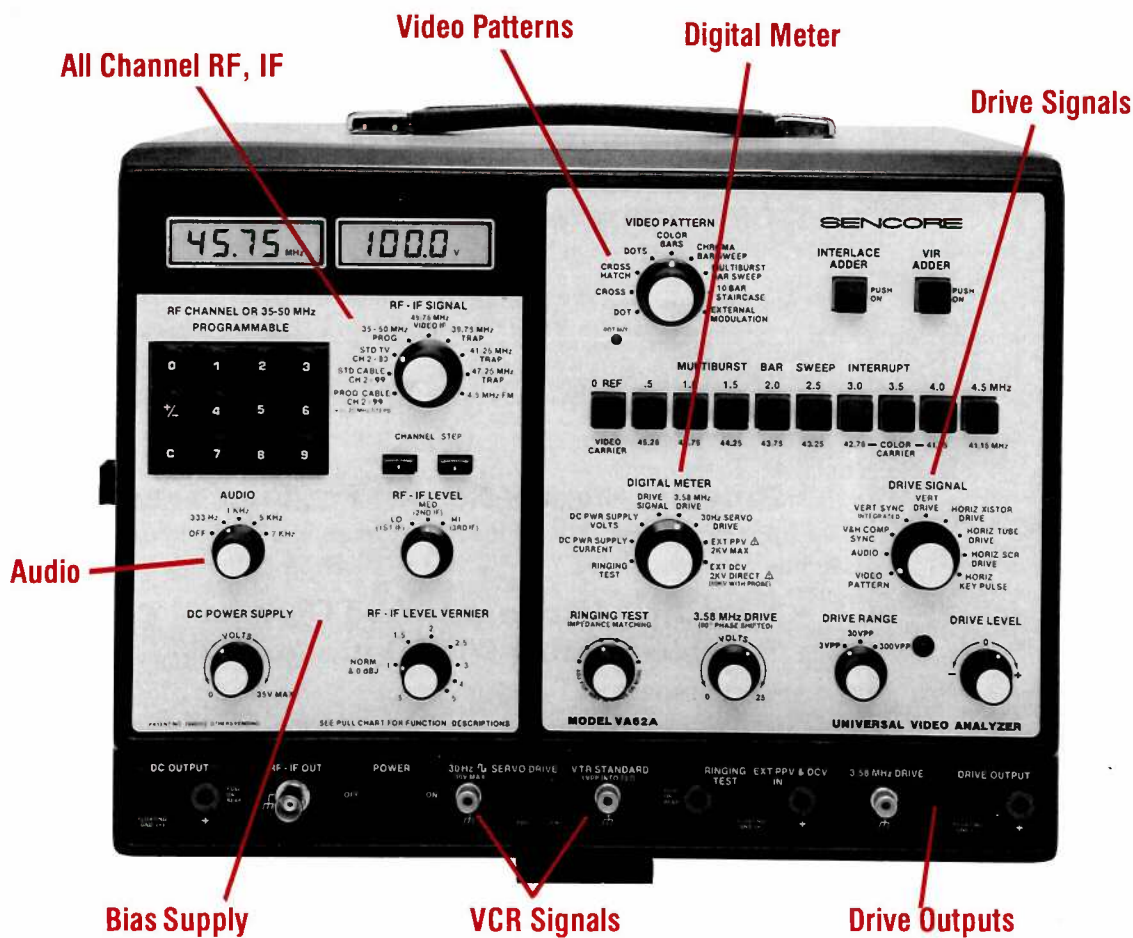 Video Patterns
Digital Meter
All Channel RF, IF
Drive Signals
45.75 MHz
100.0 V
VIDEO PATTERN
COLOR BARS
DOTS
CHROMA BAR SWEEP
CROSS HATCH
MULTIBURST BAR SWEEP
CROSS
10 BAR STAIRCASE
DOT
EXTERNAL MODULATION
SENCORE
INTERLACE ADDER
VIR ADDER
PUSH ON
PUSH ON
RF CHANNEL OR 35-50 MHz
PROGRAMMABLE
0 1 2 3
+/- 4 5 6
C 7 8 9
RF - IF SIGNAL
45.75 MHz VIDEO IF
35 - 50 MHz PROG
39.75 MHz TRAP
STD TV CH 2 - 83
41.25 MHz TRAP
STD CABLE CH 2 - 99
47.25 MHz TRAP
PROG CABLE CH 2 - 99
4.5 MHz FM
CHANNEL STEP
MULTIBURST BAR SWEEP INTERRUPT
0 REF .5 1.0 1.5 2.0 2.5 3.0 3.5 4.0 4.5 MHz
VIDEO CARRIER 45.25 45.75 44.25 43.75 43.25 42.75 COLOR CARRIER 41.15 MHz
AUDIO
1 KHz
333 Hz
5 KHz
OFF
7 KHz
RF - IF LEVEL
MED (2ND IF)
LO (1ST IF)
HI (3RD IF)
DIGITAL METER
DRIVE SIGNAL
3.58 MHz DRIVE
DC PWR SUPPLY VOLTS
30Hz SERVO DRIVE
DC PWR SUPPLY CURRENT
EXT PPV ⚠ 2KV MAX
RINGING TEST
EXT DCV 2KV DIRECT ⚠
DRIVE SIGNAL
VERT DRIVE
VERT SYNC INTEGRATED
HORIZ XISTOR DRIVE
V&H COMP SYNC
HORIZ TUBE DRIVE
AUDIO
HORIZ SCR DRIVE
VIDEO PATTERN
HORIZ KEY PULSE
Audio
DC POWER SUPPLY
VOLTS
0
35V MAX
RF - IF LEVEL VERNIER
2
1.5
2.5
NORM & 0 dBJ
1
3
4
.5
5
RINGING TEST
IMPEDANCE MATCHING
3.58 MHz DRIVE
(90° PHASE SHIFTED)
VOLTS
0
25
DRIVE RANGE
30VPP
3VPP
300VPP
DRIVE LEVEL
0
- +
SEE PULL CHART FOR FUNCTION DESCRIPTIONS
MODEL VA62A
UNIVERSAL VIDEO ANALYZER
DC OUTPUT
RF - IF OUT
POWER
OFF
ON
30Hz SERVO DRIVE
VTR STANDARD
RINGING TEST
EXT PPV & DCV IN
3.58 MHz DRIVE
DRIVE OUTPUT
+
+
+
Bias Supply
VCR Signals
Drive Outputs